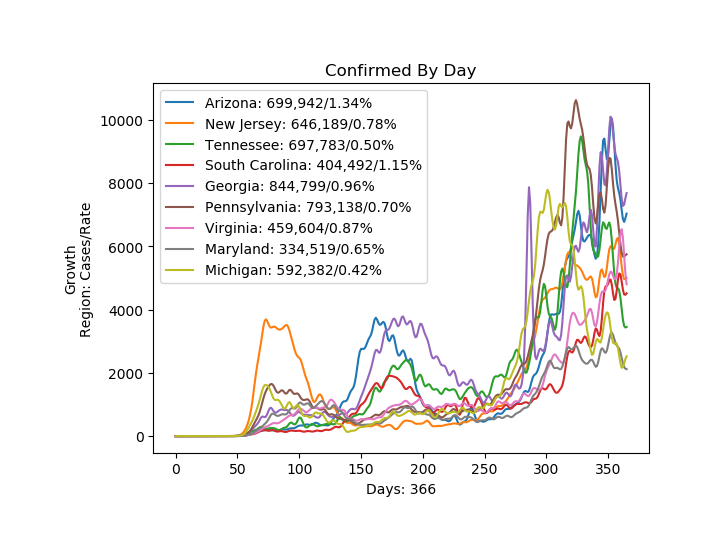 Confirmed By Day
Growth
Region: Cases/Rate
10000
8000
6000
4000
2000
0
Arizona: 699,942/1.34%
New Jersey: 646,189/0.78%
Tennessee: 697,783/0.50%
South Carolina: 404,492/1.15%
Georgia: 844,799/0.96%
Pennsylvania: 793,138/0.70%
Virginia: 459,604/0.87%
Maryland: 334,519/0.65%
Michigan: 592,382/0.42%
0 50 100 150 200 250 300 350
Days: 366